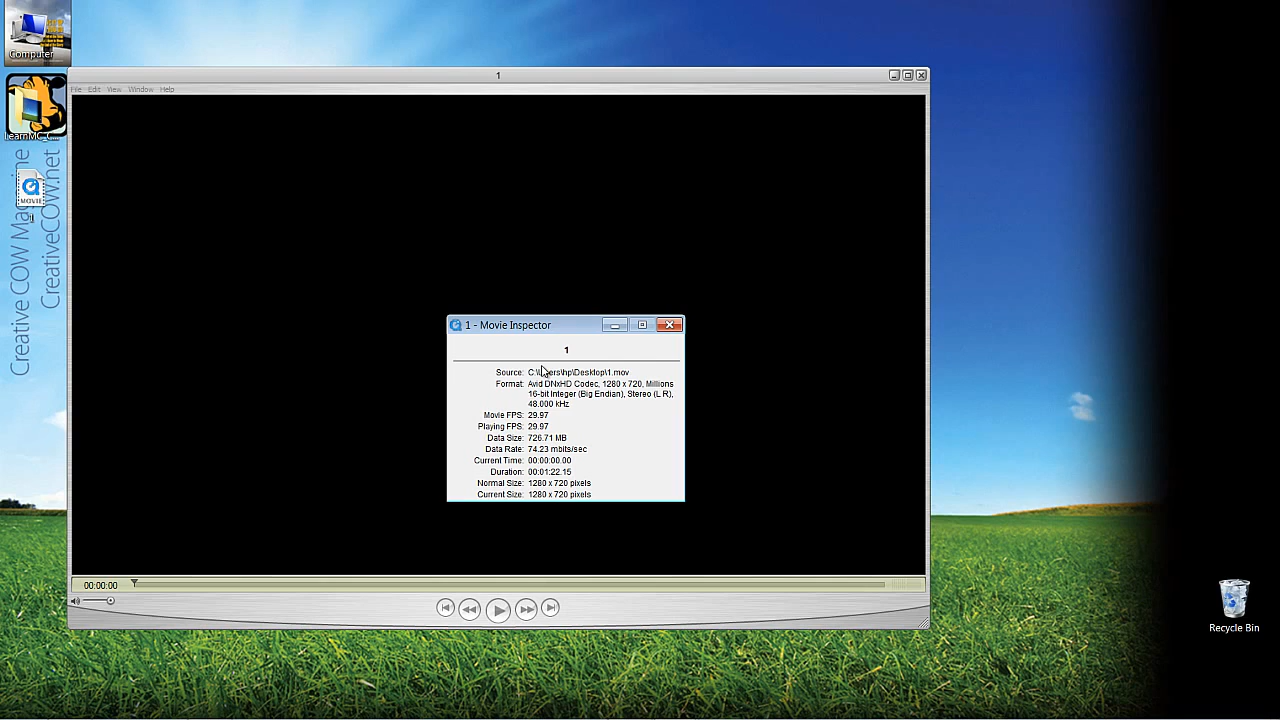 Computer
1
File Edit View Window Help
Creative COW Magazine
CreativeCOW.net
MOVIE
1
1 - Movie Inspector
1
Source: C:\Users\hp\Desktop\1.mov
Format: Avid DNxHD Codec, 1280 x 720, Millions
16-bit Integer (Big Endian), Stereo (L R),
48.000 kHz
Movie FPS: 29.97
Playing FPS: 29.97
Data Size: 726.71 MB
Data Rate: 74.23 mbits/sec
Current Time: 00:00:00.00
Duration: 00:01:22.15
Normal Size: 1280 x 720 pixels
Current Size: 1280 x 720 pixels
00:00:00
Recycle Bin